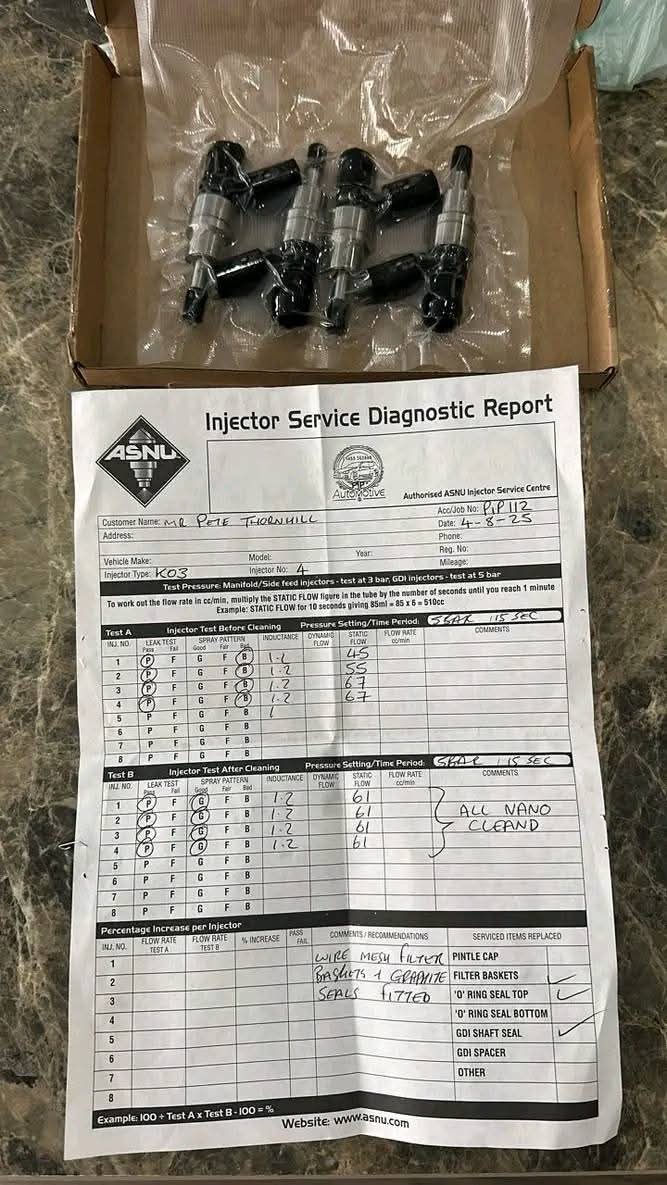 Injector Service Diagnostic Report
ASNU
PIP
AUTOMOTIVE
Authorised ASNU Injector Service Centre
Customer Name: MR PETE THORNHILL Acc/Job No: PIP 112
Address: Date: 4-8-25
Phone:
Vehicle Make: Model: Year: Reg. No:
Injector Type: K03 Injector No: 4 Mileage:
Test Pressure: Manifold/Side feed injectors - test at 3 bar, GDI injectors - test at 5 bar
To work out the flow rate in cc/min, multiply the STATIC FLOW figure in the tube by the number of seconds until you reach 1 minute
Example: STATIC FLOW for 10 seconds giving 85ml = 85 x 6 = 510cc
Test A Injector Test Before Cleaning Pressure Setting/Time Period: 5BAR 15 SEC
INJ. NO. LEAK TEST Pass Fail SPRAY PATTERN Good Fair Bad INDUCTANCE DYNAMIC FLOW STATIC FLOW FLOW RATE cc/min COMMENTS
1 P F G F B 1.2 45
2 P F G F B 1.2 55
3 P F G F B 1.2 67
4 P F G F B 1.2 67
5 P F G F B
6 P F G F B
7 P F G F B
8 P F G F B
Test B Injector Test After Cleaning Pressure Setting/Time Period: 5BAR 15 SEC
INJ. NO. LEAK TEST Pass Fail SPRAY PATTERN Good Fair Bad INDUCTANCE DYNAMIC FLOW STATIC FLOW FLOW RATE cc/min COMMENTS
1 P F G F B 1.2 61
2 P F G F B 1.2 61 ALL NANO
3 P F G F B 1.2 61 CLEAND
4 P F G F B 1.2 61
5 P F G F B
6 P F G F B
7 P F G F B
8 P F G F B
Percentage Increase per Injector
INJ. NO. FLOW RATE TEST A FLOW RATE TEST B % INCREASE PASS FAIL COMMENTS / RECOMMENDATIONS SERVICED ITEMS REPLACED
1 WIRE MESH FILTER PINTLE CAP
2 BASKETS + GRAPHITE FILTER BASKETS ✓
3 SEALS FITTED 'O' RING SEAL TOP ✓
4 'O' RING SEAL BOTTOM
5 GDI SHAFT SEAL ✓
6 GDI SPACER
7 OTHER
8
Example: 100 ÷ Test A x Test B - 100 = %
Website: www.asnu.com